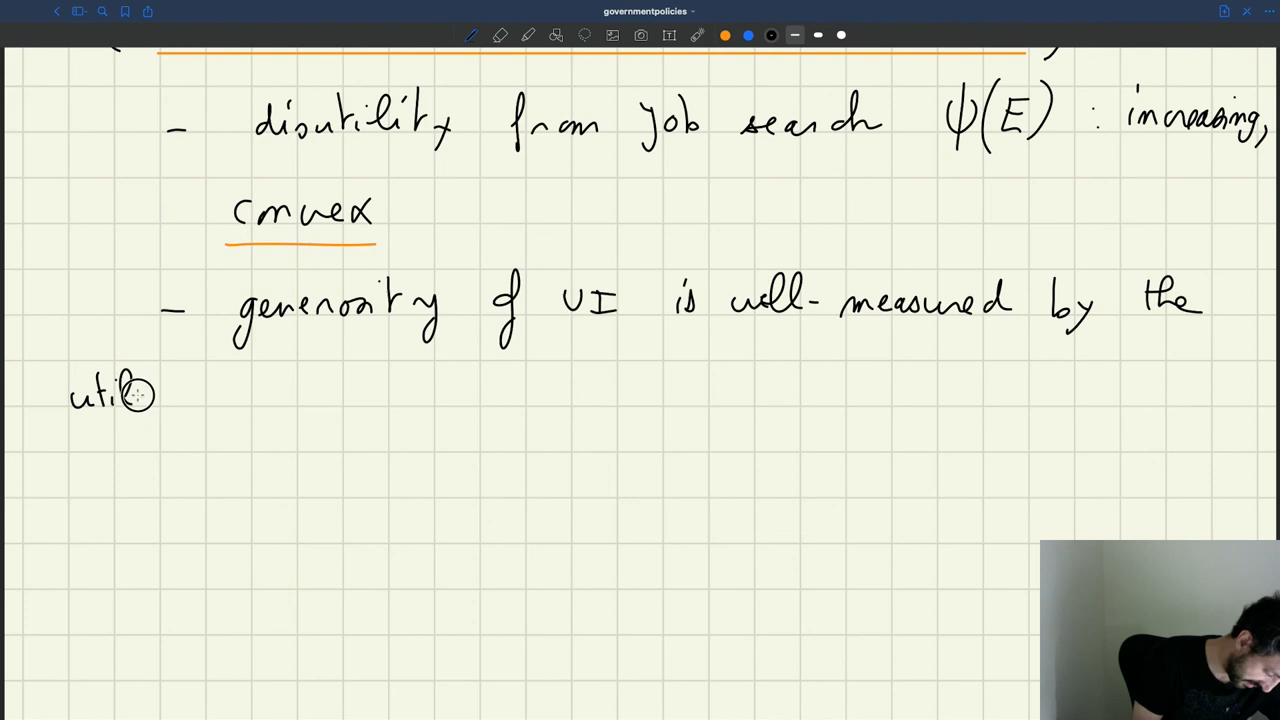 governmentpolicies
- disutility from job search ψ(E) : increasing,
convex
- generosity of UI is well-measured by the
util